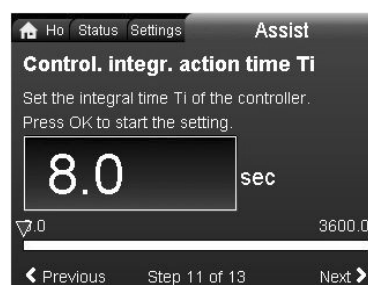 Ho Status Settings Assist
Control. integr. action time Ti
Set the integral time Ti of the controller.
Press OK to start the setting.
8.0 sec
3600.0
Previous Step 11 of 13 Next